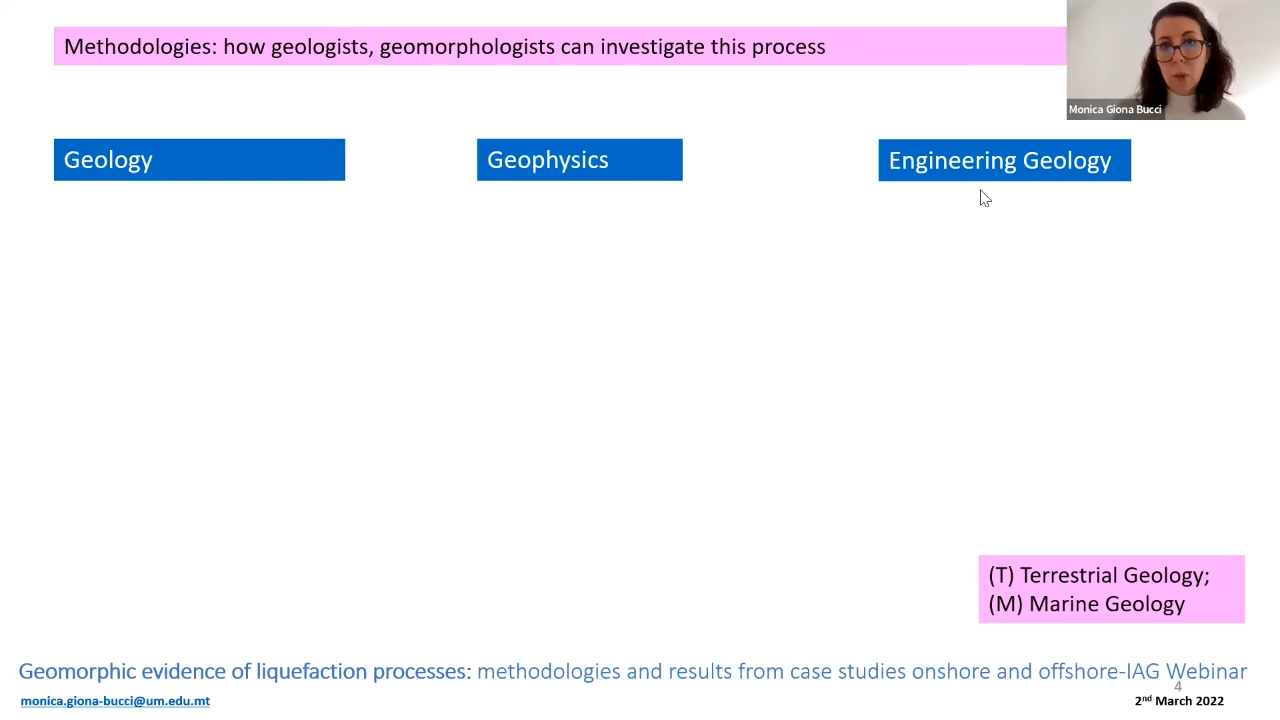 Methodologies: how geologists, geomorphologists can investigate this process
Monica Giona Bucci
Geology
Geophysics
Engineering Geology
(T) Terrestrial Geology;
(M) Marine Geology
Geomorphic evidence of liquefaction processes: methodologies and results from case studies onshore and offshore-IAG Webinar
4
monica.giona-bucci@um.edu.mt
2nd March 2022